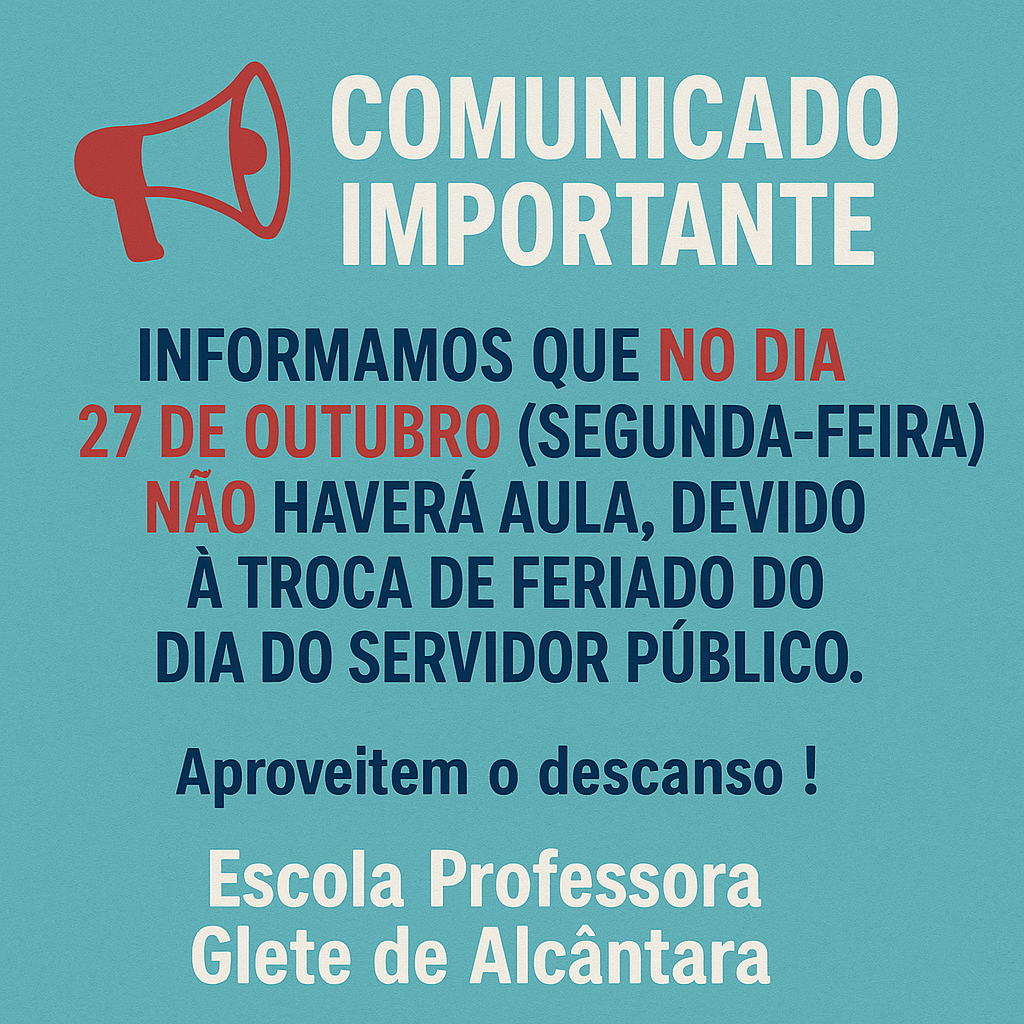 COMUNICADO
IMPORTANTE
INFORMAMOS QUE NO DIA
27 DE OUTUBRO (SEGUNDA-FEIRA)
NÃO HAVERÁ AULA, DEVIDO
À TROCA DE FERIADO DO
DIA DO SERVIDOR PÚBLICO.
Aproveitem o descanso !
Escola Professora
Glete de Alcântara